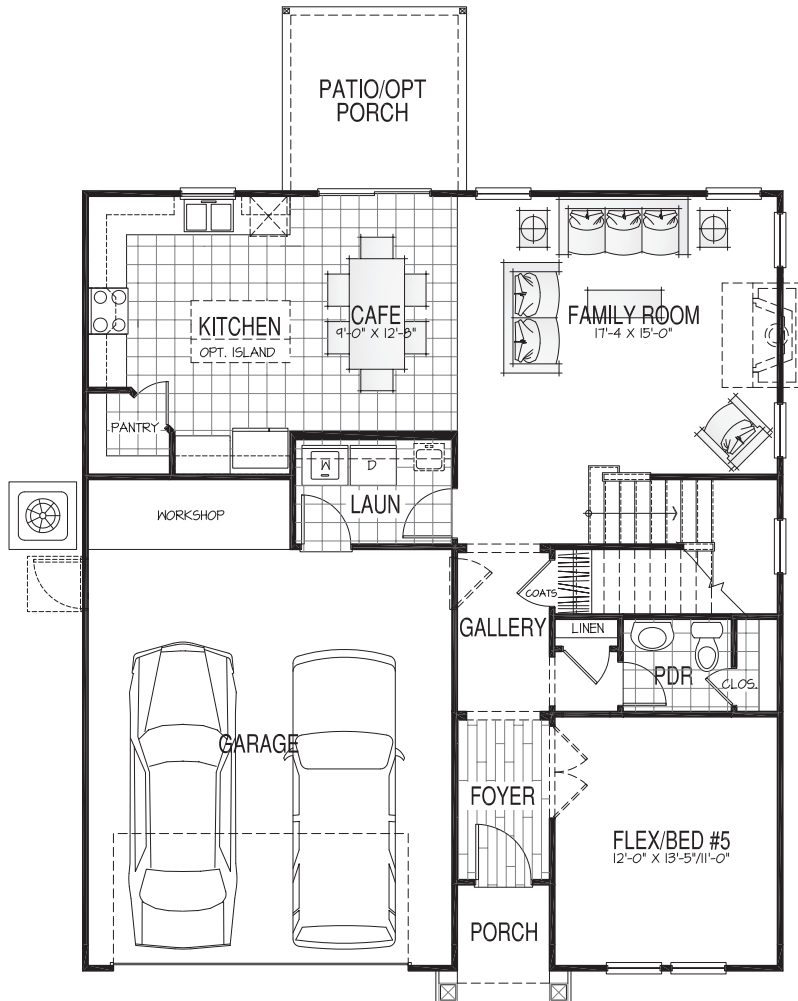 PATIO/OPT
PORCH
KITCHEN
OPT. ISLAND
CAFE
9'-0" X 12'-8"
FAMILY ROOM
17'-4 X 15'-0"
PANTRY
W
D
LAUN
WORKSHOP
COATS
GALLERY
LINEN
PDR
CLOS.
GARAGE
FOYER
FLEX/BED #5
12'-0" X 13'-5"/11'-0"
PORCH